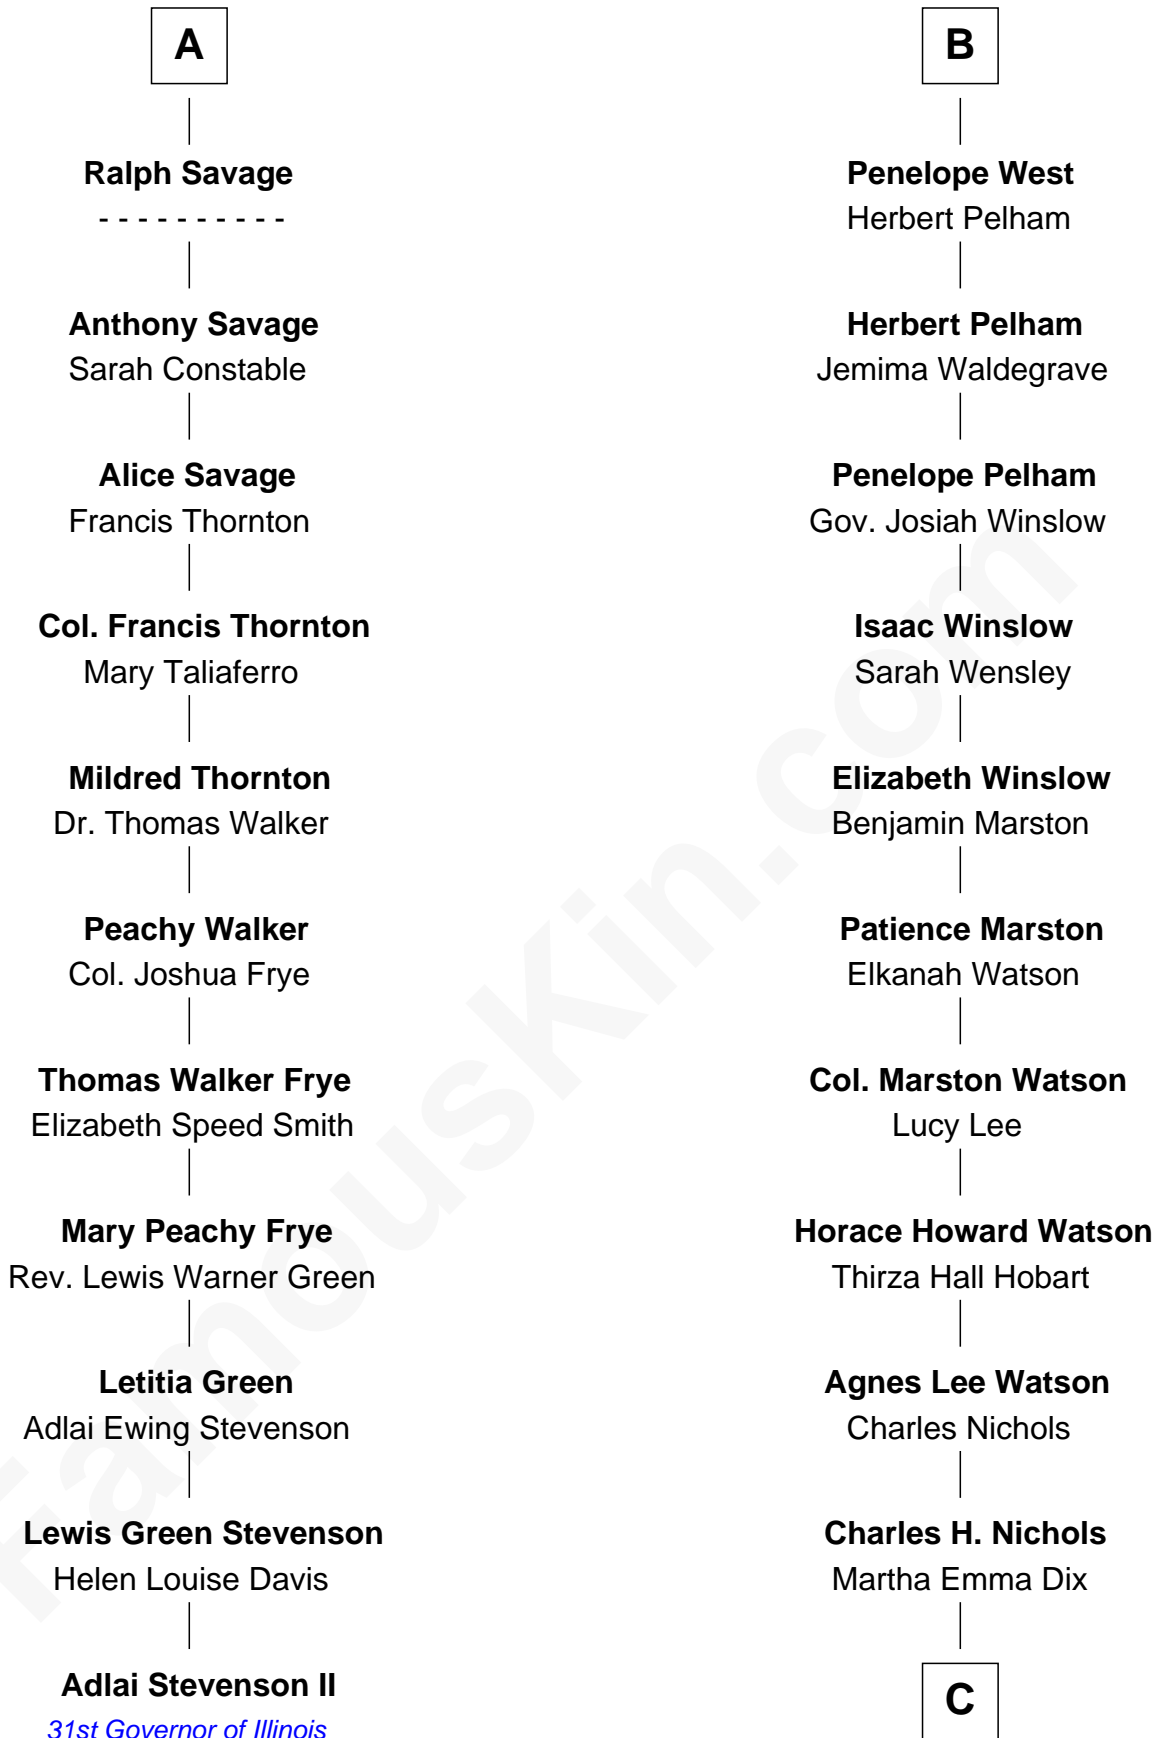 A
Ralph Savage
- - - - - - - - - -
Anthony Savage
Sarah Constable
Alice Savage
Francis Thornton
Col. Francis Thornton
Mary Taliaferro
Mildred Thornton
Dr. Thomas Walker
Peachy Walker
Col. Joshua Frye
Thomas Walker Frye
Elizabeth Speed Smith
Mary Peachy Frye
Rev. Lewis Warner Green
Letitia Green
Adlai Ewing Stevenson
Lewis Green Stevenson
Helen Louise Davis
Adlai Stevenson II
31st Governor of Illinois
B
Penelope West
Herbert Pelham
Herbert Pelham
Jemima Waldegrave
Penelope Pelham
Gov. Josiah Winslow
Isaac Winslow
Sarah Wensley
Elizabeth Winslow
Benjamin Marston
Patience Marston
Elkanah Watson
Col. Marston Watson
Lucy Lee
Horace Howard Watson
Thirza Hall Hobart
Agnes Lee Watson
Charles Nichols
Charles H. Nichols
Martha Emma Dix
C
FamousKin.com